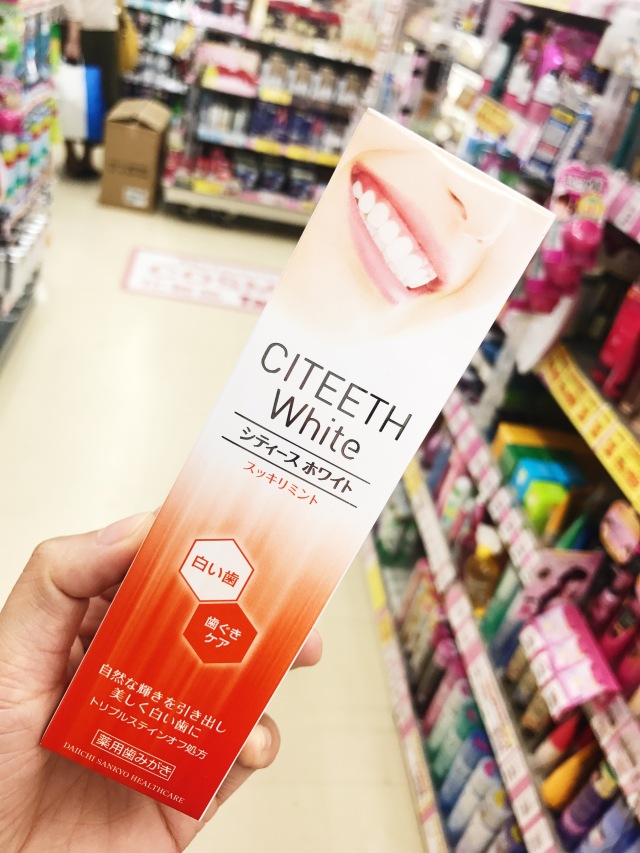 CITEETH
White
シティース ホワイト
スッキリミント
白い歯
歯ぐき
ケア
自然な輝きを引き出し
美しく白い歯に
トリプルステインオフ処方
薬用歯みがき
DAIICHI SANKYO HEALTHCARE